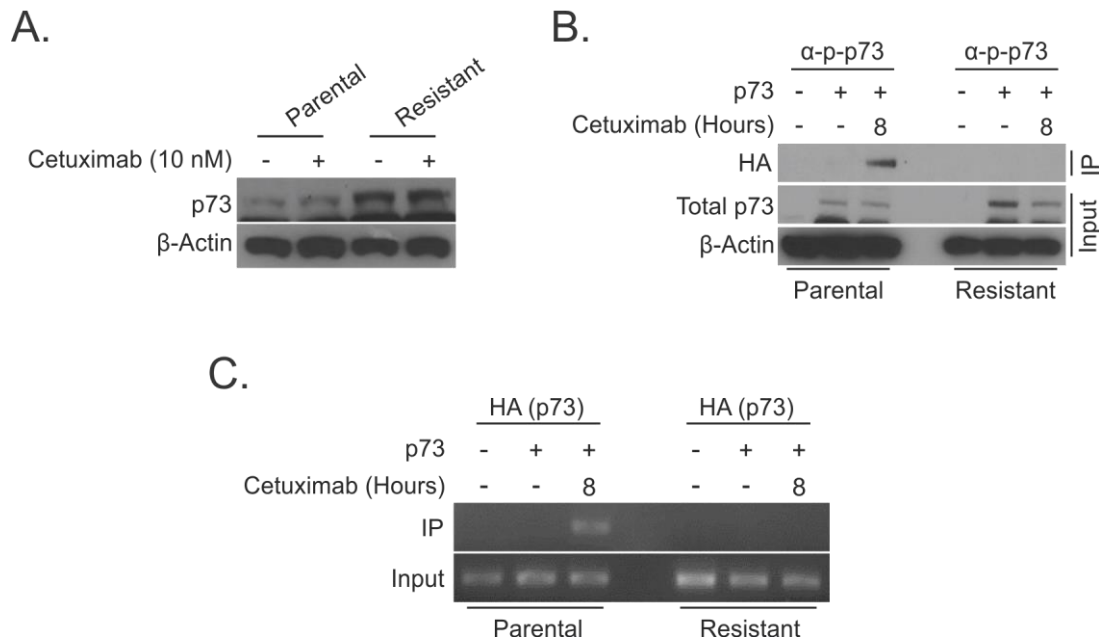 A.
Parental Resistant
Cetuximab (10 nM) - + - +
p73
β-Actin
B.
α-p-p73 α-p-p73
p73 - + + - + +
Cetuximab (Hours) - - 8 - - 8
HA IP
Total p73 Input
β-Actin
Parental Resistant
C.
HA (p73) HA (p73)
p73 - + + - + +
Cetuximab (Hours) - - 8 - - 8
IP
Input
Parental Resistant